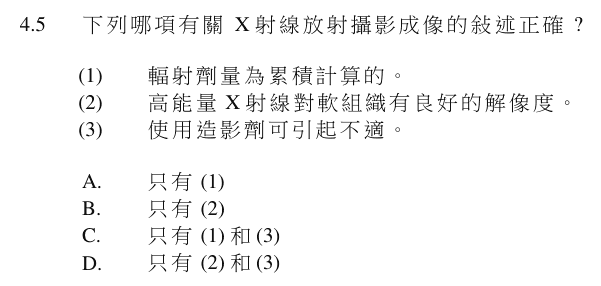 4.5 下列哪項有關 X射線放射攝影成像的敍述正確 ?
(1) 輻射劑量為累積計算的。
(2) 高能量 X射線對軟組織有良好的解像度。
(3) 使用造影劑可引起不適。
A. 只有 (1)
B. 只有 (2)
C. 只有 (1) 和 (3)
D. 只有 (2) 和 (3)